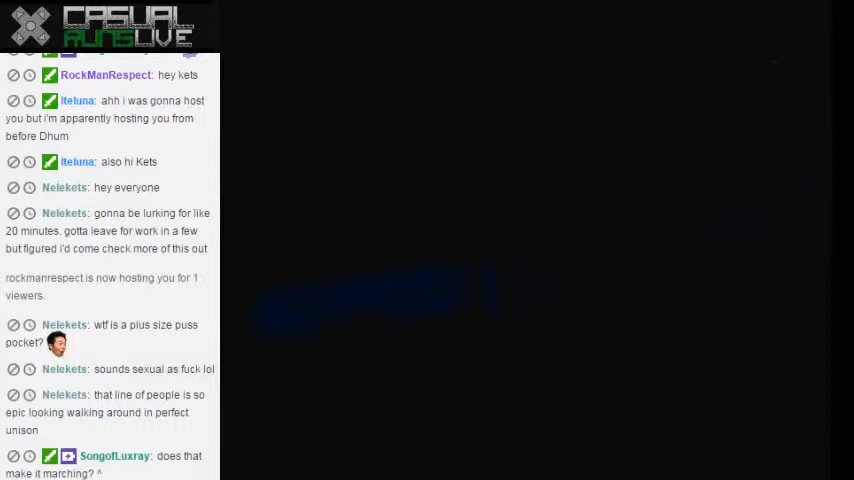 CASUAL
RUNSLIVE
RockManRespect: hey kets
Iteluna: ahh i was gonna host
you but i'm apparently hosting you from
before Dhum
Iteluna: also hi Kets
Nelekets: hey everyone
Nelekets: gonna be lurking for like
20 minutes, gotta leave for work in a few
but figured i'd come check more of this out
rockmanrespect is now hosting you for 1
viewers.
Nelekets: wtf is a plus size puss
pocket?
Nelekets: sounds sexual as fuck lol
Nelekets: that line of people is so
epic looking walking around in perfect
unison
SongofLuxray: does that
make it marching? ^